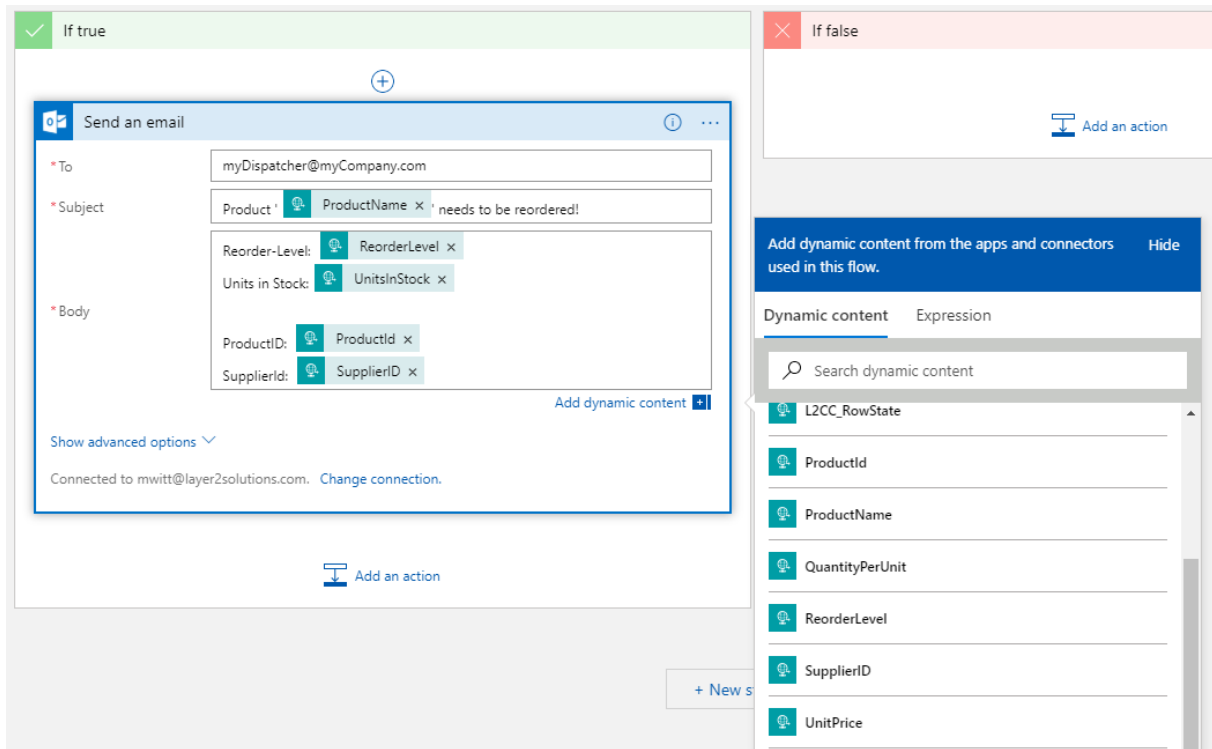 If true
Send an email
*To
myDispatcher@myCompany.com
*Subject
Product ' ProductName × ' needs to be reordered!
*Body
Reorder-Level: ReorderLevel ×
Units in Stock: UnitsInStock ×
ProductID: ProductId ×
SupplierId: SupplierID ×
Add dynamic content
Show advanced options
Connected to mwitt@layer2solutions.com. Change connection.
Add an action
If false
Add an action
Add dynamic content from the apps and connectors
used in this flow.
Hide
Dynamic content Expression
Search dynamic content
L2CC_RowState
ProductId
ProductName
QuantityPerUnit
ReorderLevel
SupplierID
UnitPrice
+ New s